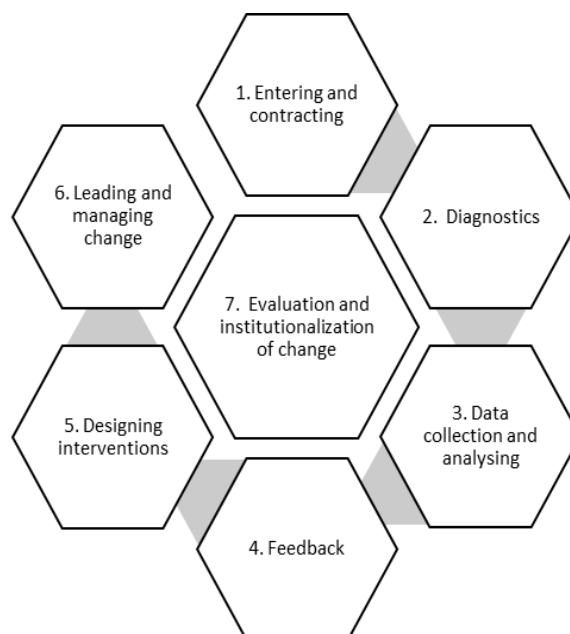 1. Entering and
contracting
2. Diagnostics
3. Data
collection and
analysing
4. Feedback
5. Designing
interventions
6. Leading and
managing
change
7. Evaluation and
institutionalization
of change